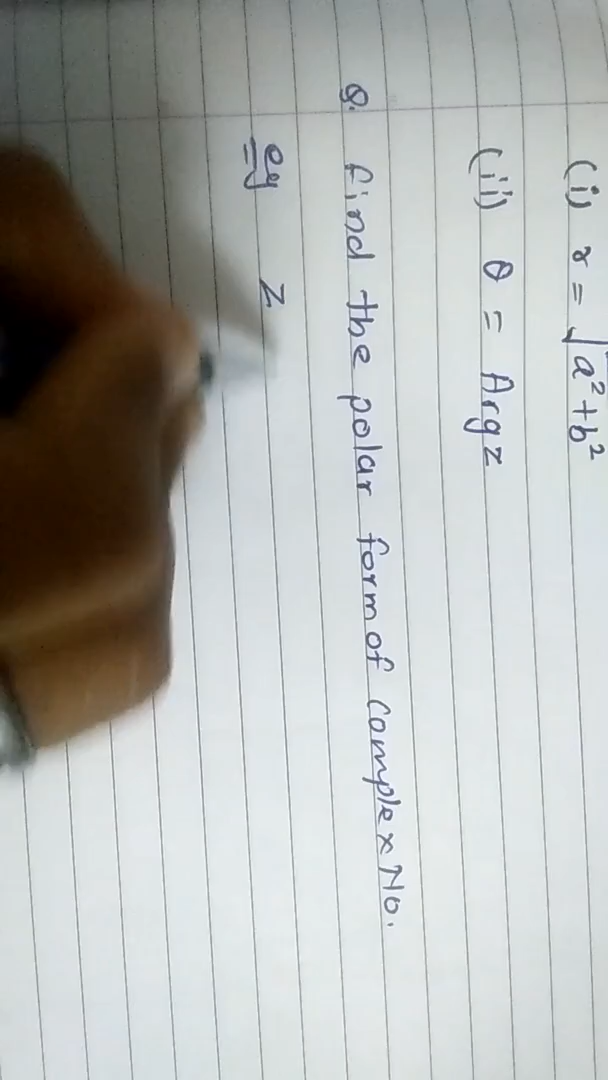 (i) r = √a²+b²
(ii) θ = Arg z
Q. find the polar form of Complex No.
eg z